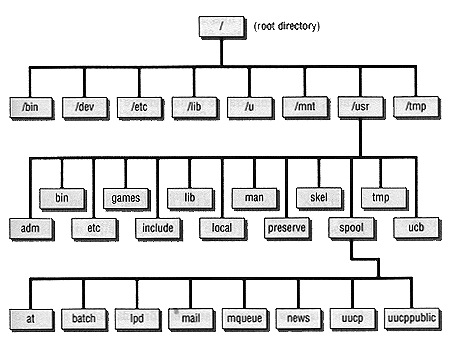 / (root directory)
/bin /dev /etc /lib /u /mnt /usr /tmp
bin games lib man skel tmp
adm etc include local preserve spool ucb
at batch lpd mail mqueue news uucp uucppublic